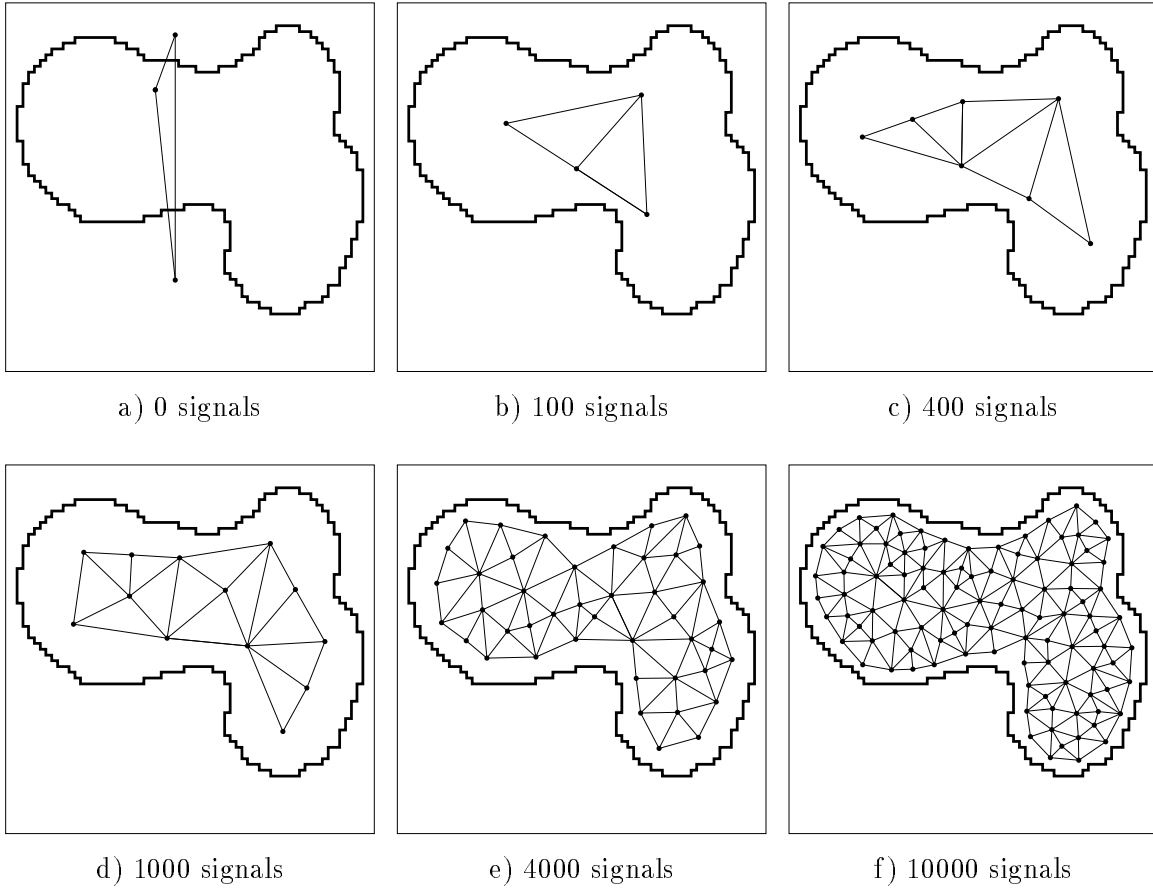 a) 0 signals
b) 100 signals
c) 400 signals
d) 1000 signals
e) 4000 signals
f) 10000 signals